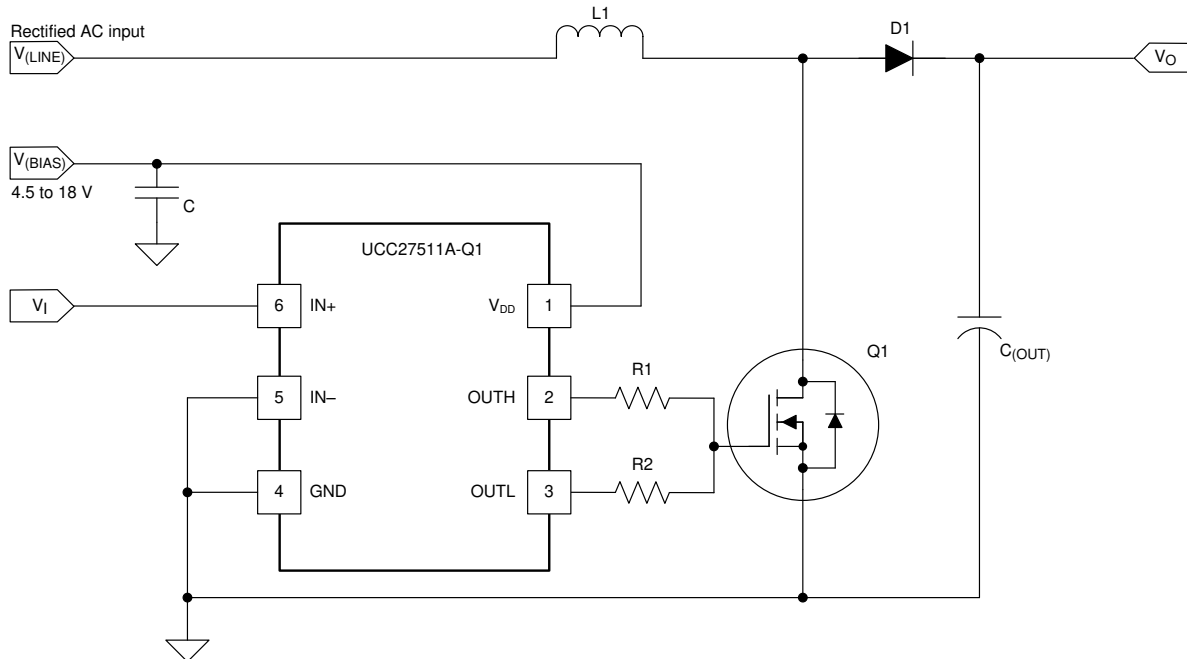 L1
D1
Rectified AC input
V(LINE)
VO
V(BIAS)
4.5 to 18 V
C
UCC27511A-Q1
VI
6 IN+
VDD 1
C(OUT)
Q1
R1
5 IN–
OUTH 2
R2
4 GND
OUTL 3